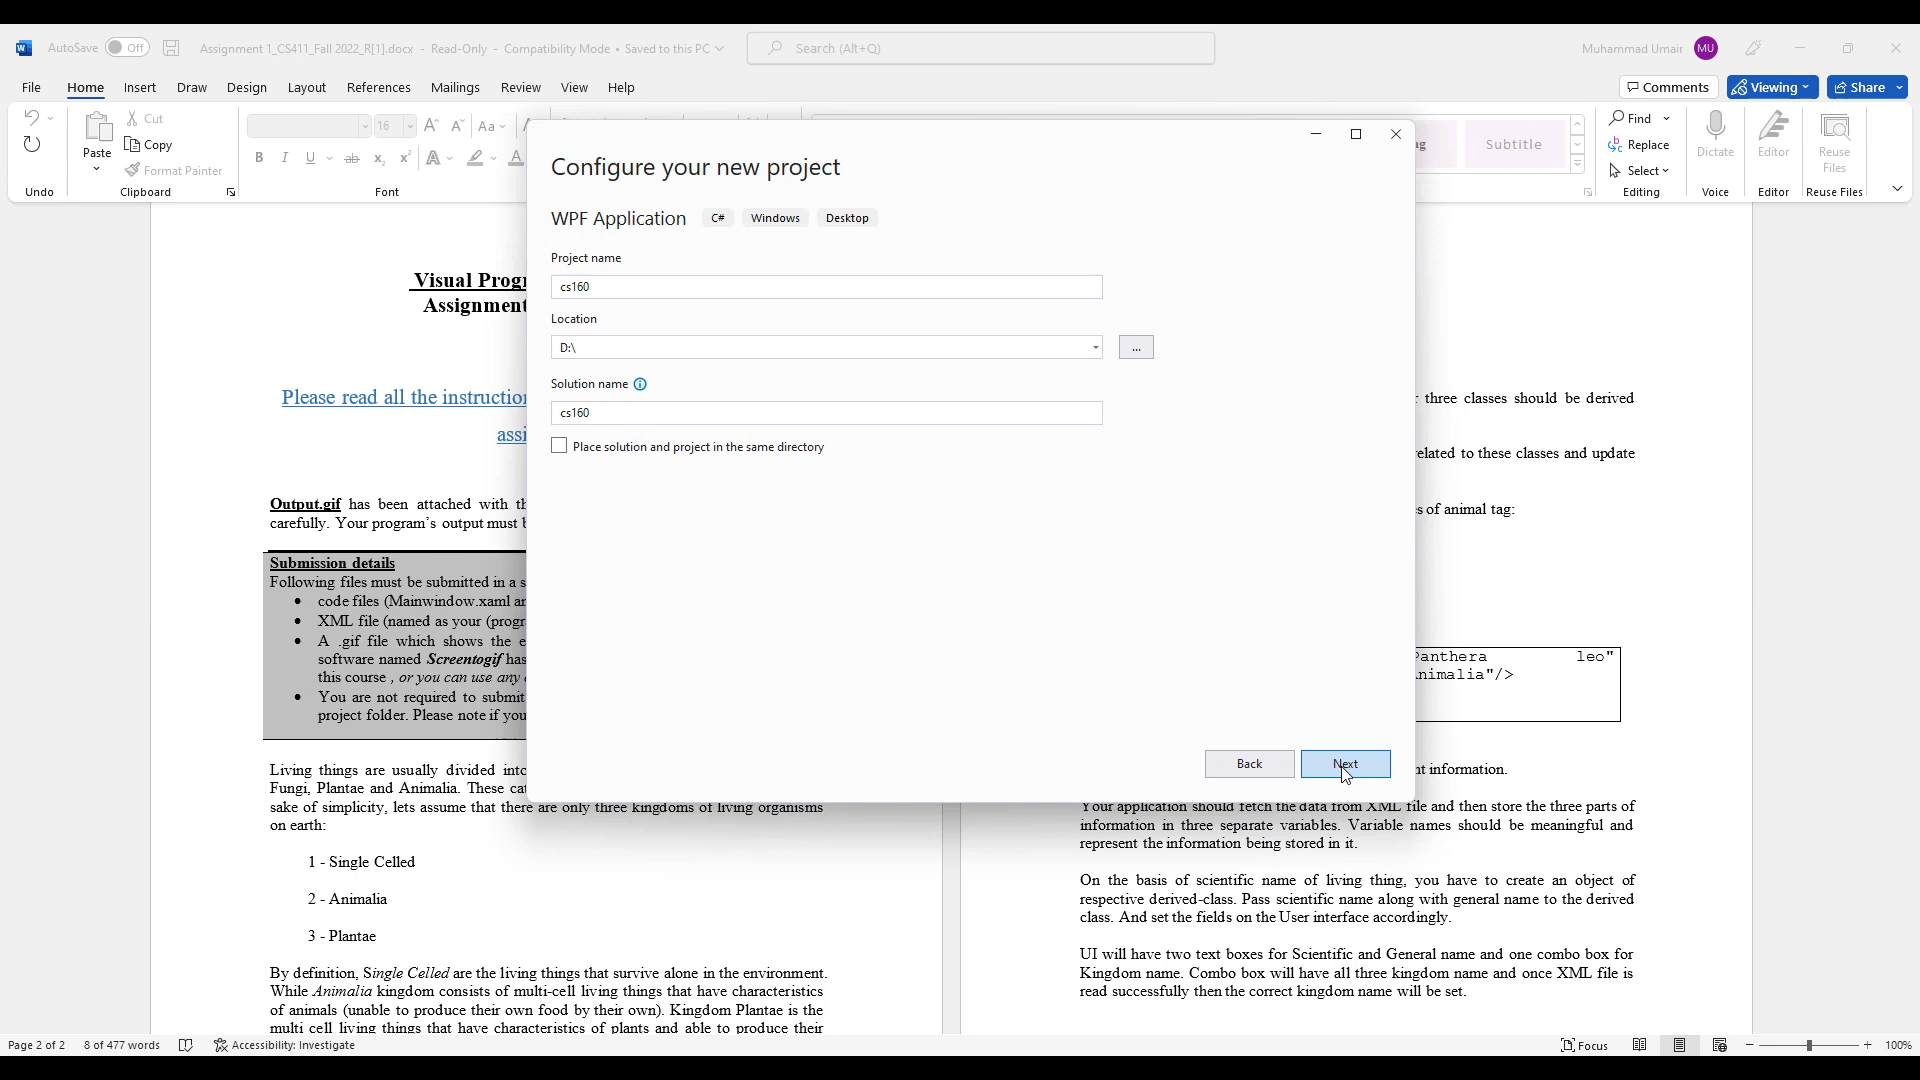 AutoSave Off Assignment 1_CS411_Fall 2022_R[1].docx - Read-Only - Compatibility Mode • Saved to this PC Search (Alt+Q) Muhammad Umair MU
File Home Insert Draw Design Layout References Mailings Review View Help Comments Viewing Share
Paste Cut Copy Format Painter 16 Aa Subtitle Find Replace Select Dictate Editor Reuse Files
Undo Clipboard Font Editing Voice Editor Reuse Files
Configure your new project
WPF Application C# Windows Desktop
Project name
cs160
Location
D:\
...
Solution name
cs160
Place solution and project in the same directory
Back Next
Visual Progr
Assignment
Please read all the instruction
assi
Output.gif has been attached with th
carefully. Your program's output must b
Submission details
Following files must be submitted in a s
• code files (Mainwindow.xaml an
• XML file (named as your (progr
• A .gif file which shows the e
software named Screentogif has
this course , or you can use any
• You are not required to submit
project folder. Please note if you
Living things are usually divided into
Fungi, Plantae and Animalia. These cat
sake of simplicity, lets assume that there are only three kingdoms of living organisms
on earth:
1 - Single Celled
2 - Animalia
3 - Plantae
By definition, Single Celled are the living things that survive alone in the environment.
While Animalia kingdom consists of multi-cell living things that have characteristics
of animals (unable to produce their own food by their own). Kingdom Plantae is the
multi cell living things that have characteristics of plants and able to produce their
three classes should be derived
elated to these classes and update
s of animal tag:
Panthera leo"
nimalia"/>
t information.
Your application should fetch the data from XML file and then store the three parts of
information in three separate variables. Variable names should be meaningful and
represent the information being stored in it.
On the basis of scientific name of living thing, you have to create an object of
respective derived-class. Pass scientific name along with general name to the derived
class. And set the fields on the User interface accordingly.
UI will have two text boxes for Scientific and General name and one combo box for
Kingdom name. Combo box will have all three kingdom name and once XML file is
read successfully then the correct kingdom name will be set.
Page 2 of 2 8 of 477 words Accessibility: Investigate Focus 100%